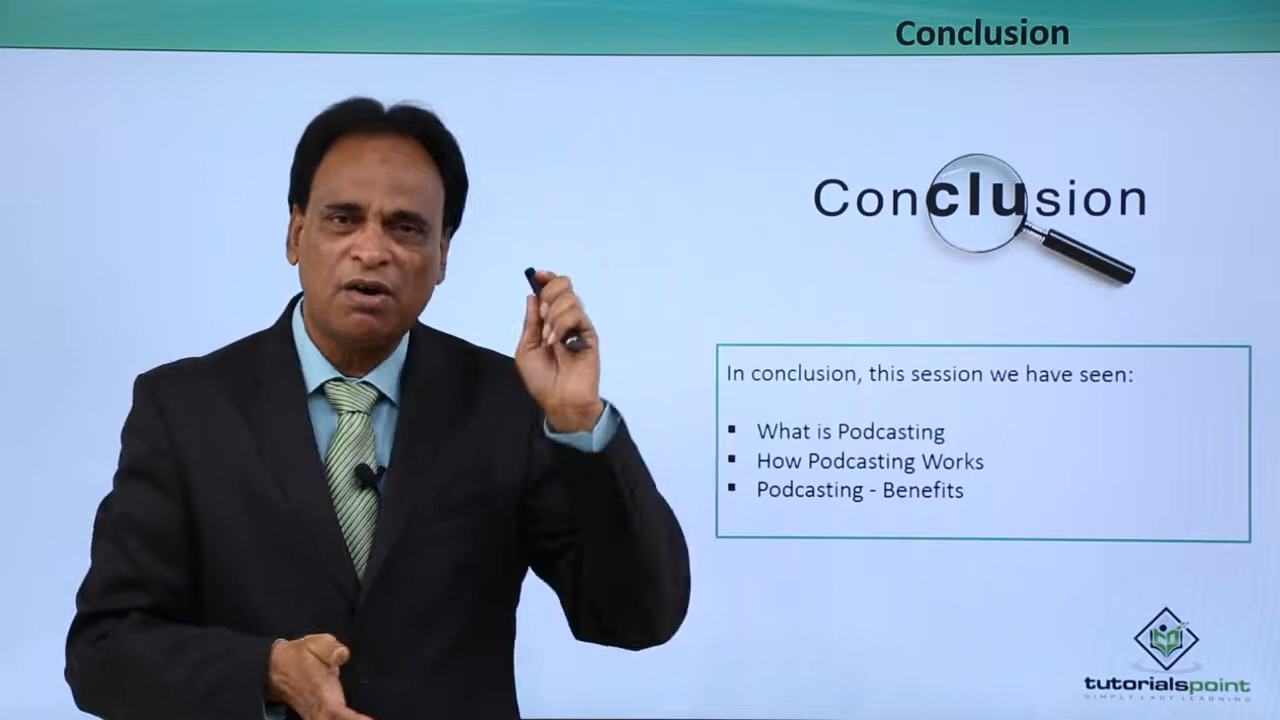 Conclusion
Conclusion
In conclusion, this session we have seen:
▪ What is Podcasting
▪ How Podcasting Works
▪ Podcasting - Benefits
tutorialspoint
SIMPLY EASY LEARNING